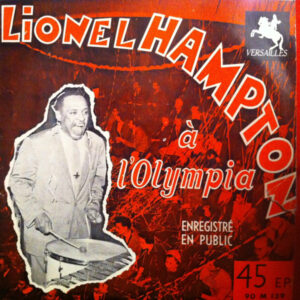 LIONEL HAMPTON
VERSAILLES
à
l'Olympia
ENREGISTRÉ
EN PUBLIC
45 EP